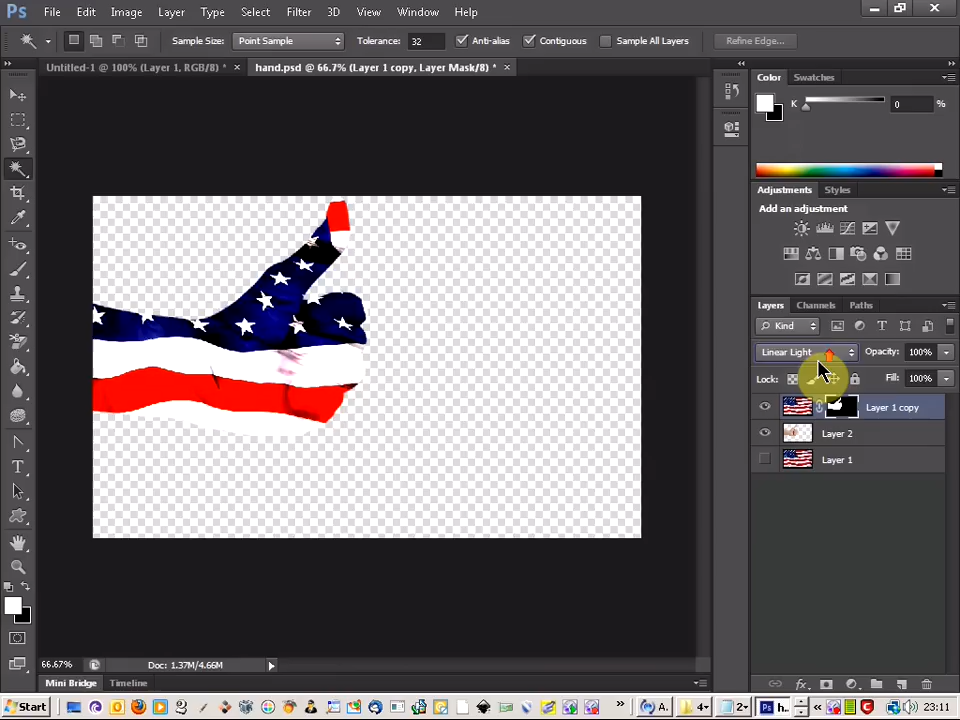 Ps File Edit Image Layer Type Select Filter 3D View Window Help
Sample Size: Point Sample Tolerance: 32 Anti-alias Contiguous Sample All Layers Refine Edge...
Untitled-1 @ 100% (Layer 1, RGB/8) * × hand.psd @ 66.7% (Layer 1 copy, Layer Mask/8) * ×
Color Swatches
K 0 %
Adjustments Styles
Add an adjustment
Layers Channels Paths
Kind
Linear Light Opacity: 100%
Lock: Fill: 100%
Layer 1 copy
Layer 2
Layer 1
66.67% Doc: 1.37M/4.66M
Mini Bridge Timeline
Start A. 4 2 h. 23:11